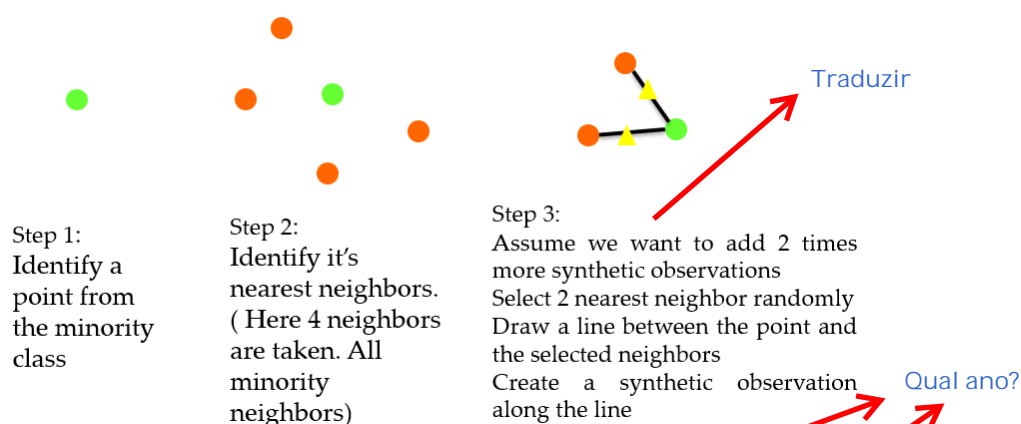 Traduzir
Step 1:
Identify a
point from
the minority
class
Step 2:
Identify it's
nearest neighbors.
( Here 4 neighbors
are taken. All
minority
neighbors)
Step 3:
Assume we want to add 2 times
more synthetic observations
Select 2 nearest neighbor randomly
Draw a line between the point and
the selected neighbors
Create a synthetic observation
along the line
Qual ano?